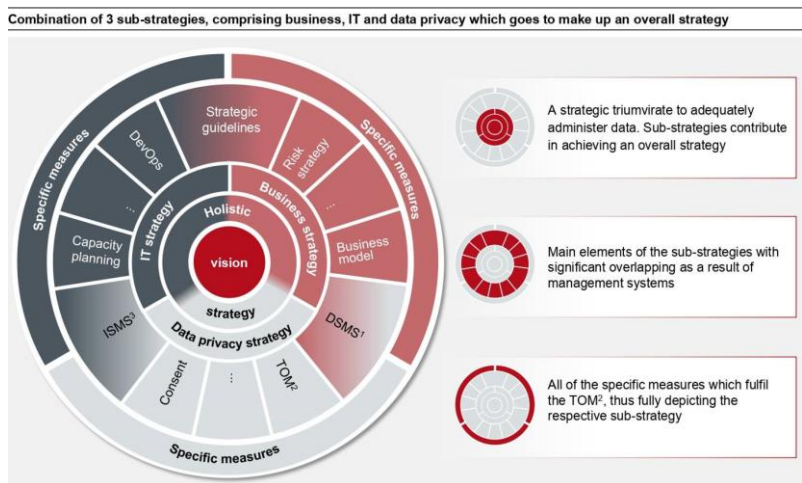 Combination of 3 sub-strategies, comprising business, IT and data privacy which goes to make up an overall strategy
Specific measures
Specific measures
Specific measures
Strategic
guidelines
Risk
strategy
...
Business
model
DSMS¹
TOM²
...
Consent
ISMS³
Capacity
planning
...
DevOps
IT strategy
Business strategy
Data privacy strategy
Holistic
strategy
vision
A strategic triumvirate to adequately
administer data. Sub-strategies contribute
in achieving an overall strategy
Main elements of the sub-strategies with
significant overlapping as a result of
management systems
All of the specific measures which fulfil
the TOM², thus fully depicting the
respective sub-strategy